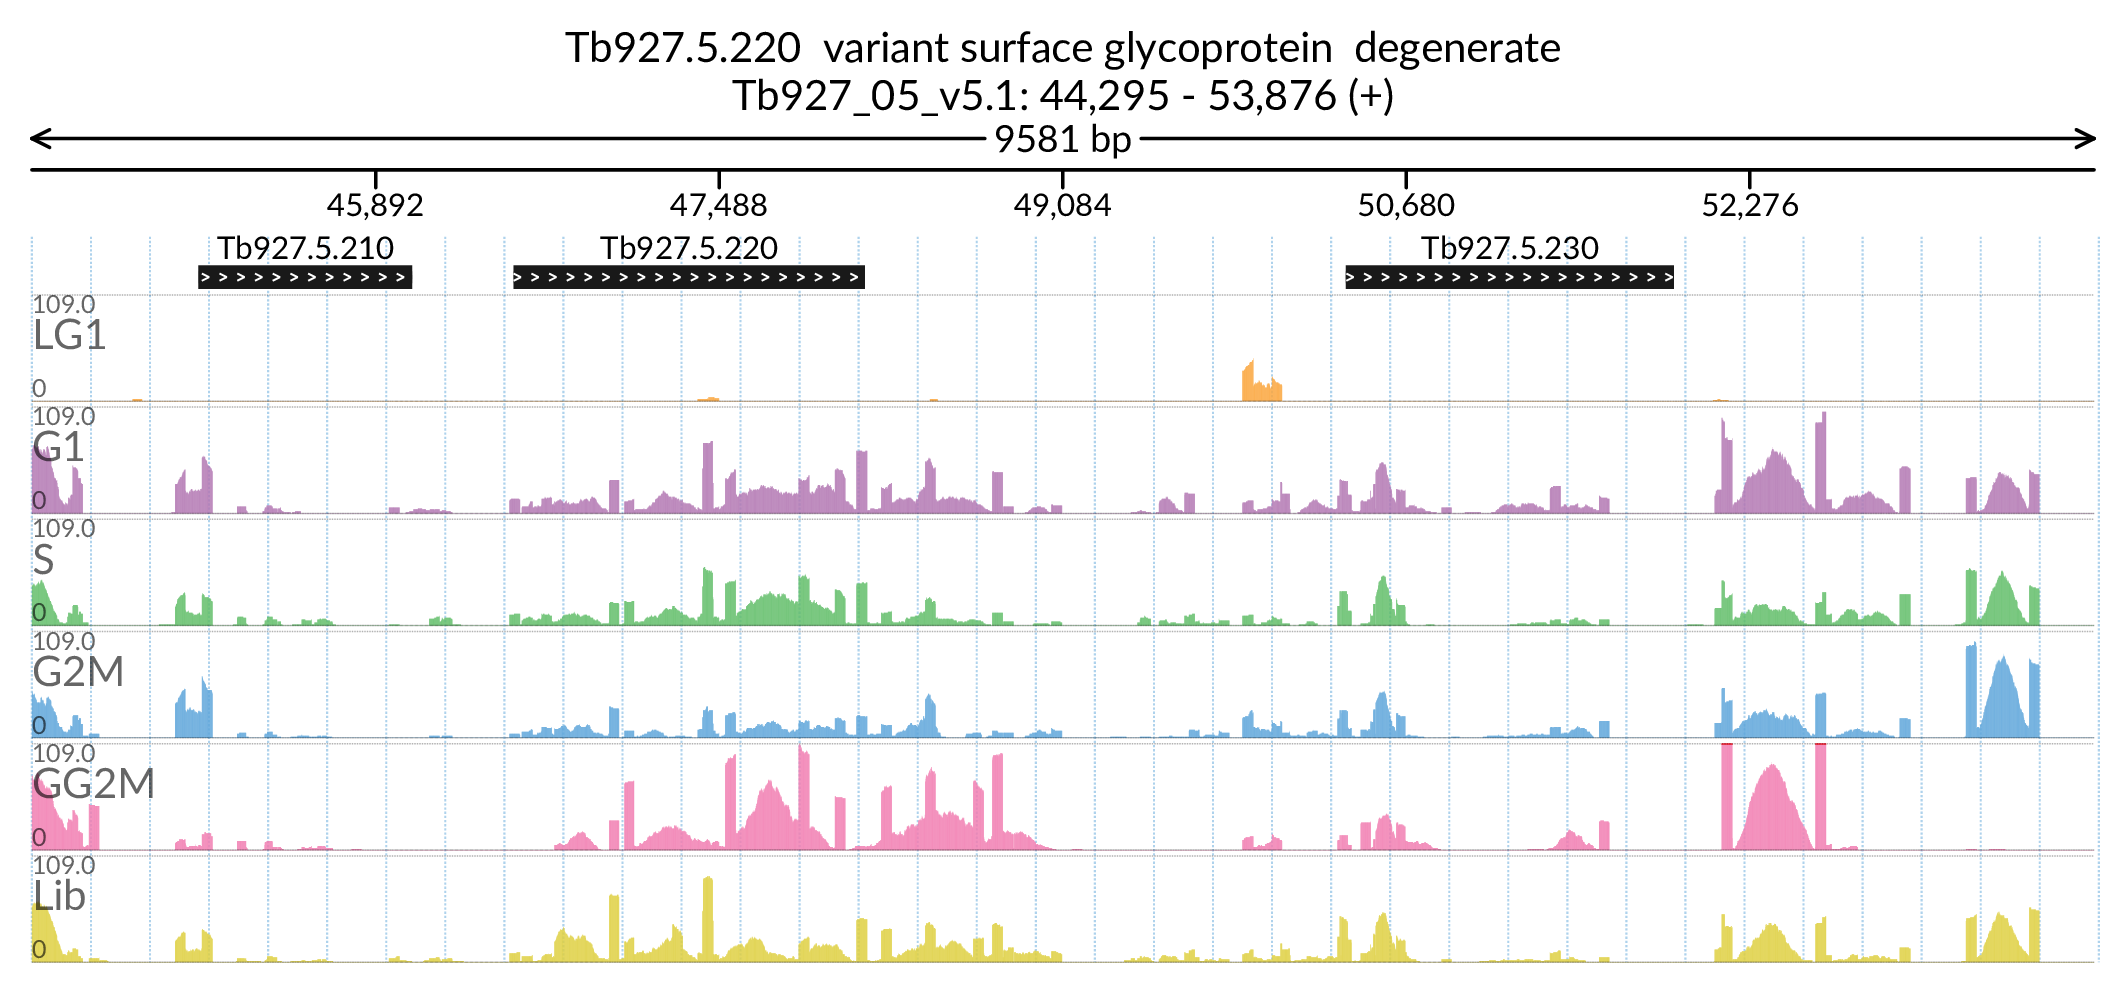 Tb927.5.220  variant surface glycoprotein  degenerate
Tb927_05_v5.1: 44,295 - 53,876 (+)
9581 bp
45,892 47,488 49,084 50,680 52,276
Tb927.5.210 Tb927.5.220 Tb927.5.230
109.0
LG1
0
109.0
G1
0
109.0
S
0
109.0
G2M
0
109.0
GG2M
0
109.0
Lib
0